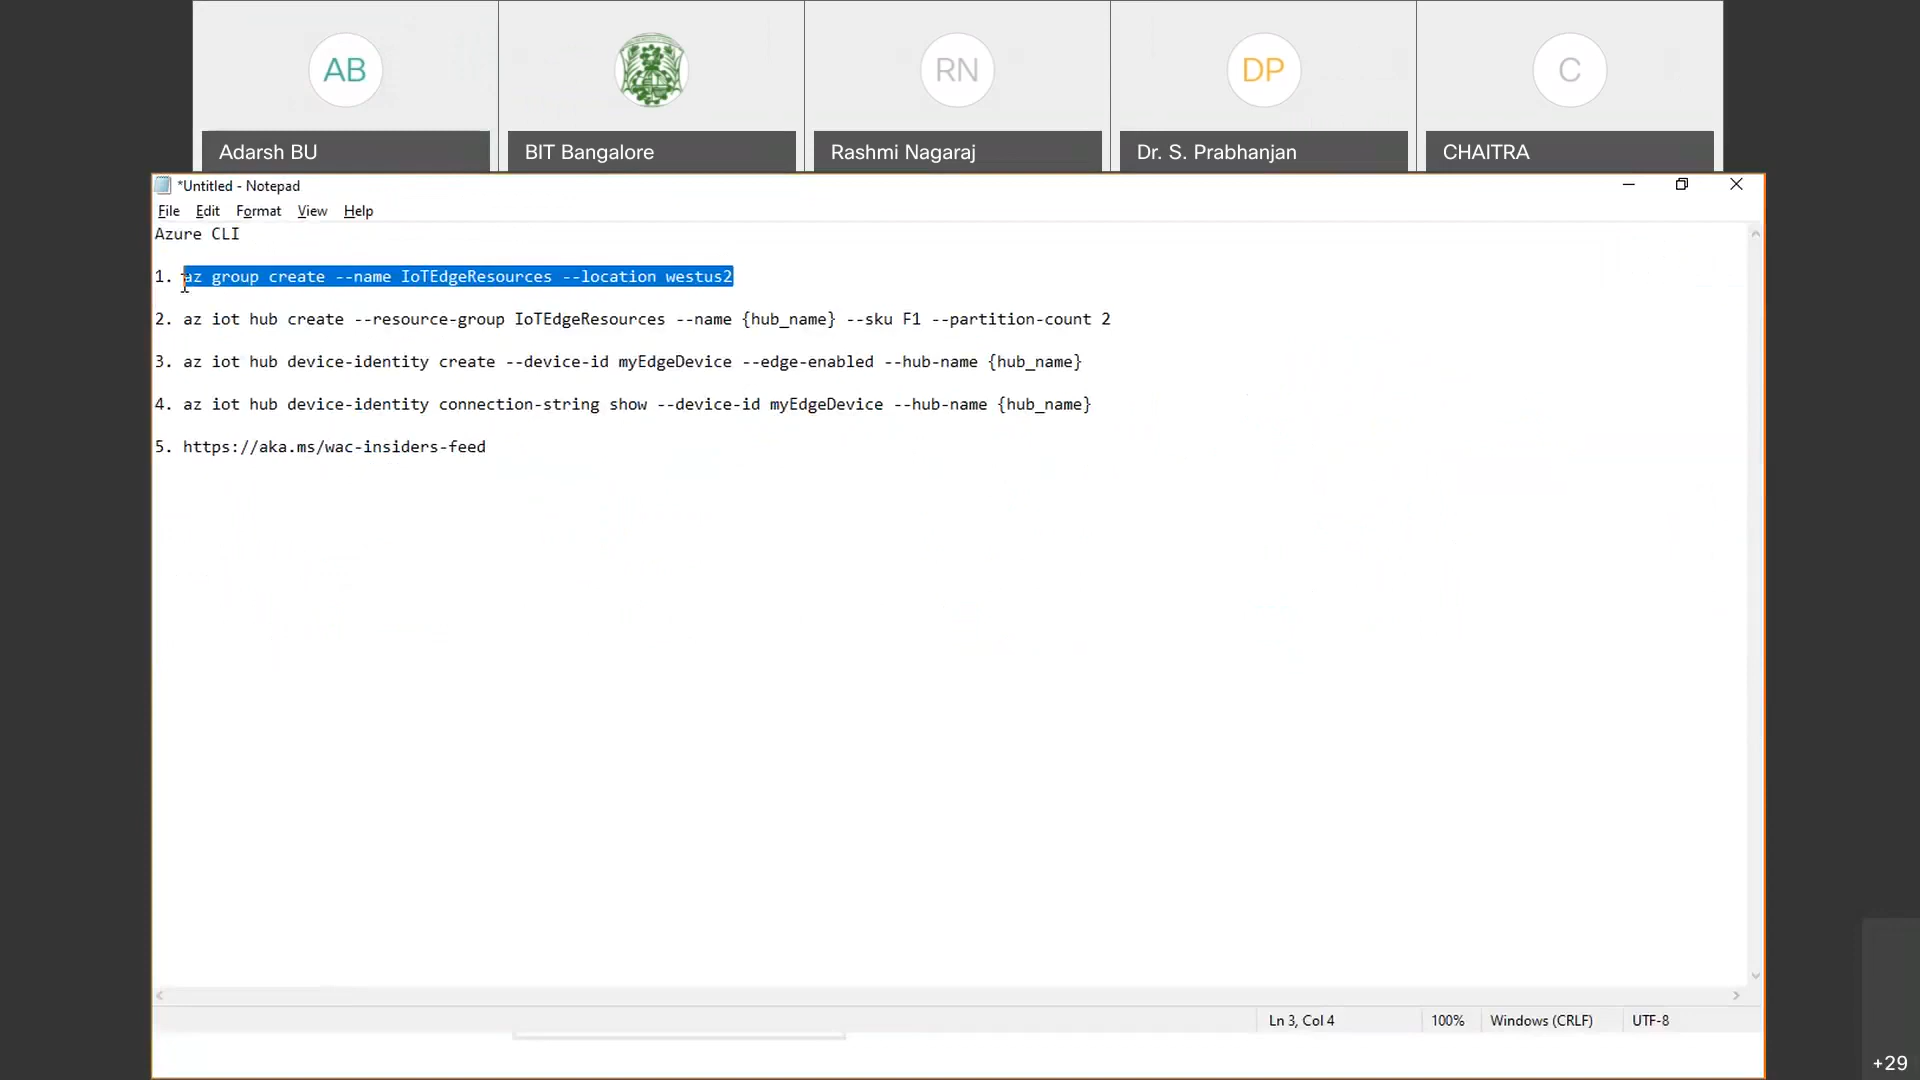 AB
RN
DP
C
Adarsh BU
BIT Bangalore
Rashmi Nagaraj
Dr. S. Prabhanjan
CHAITRA
*Untitled - Notepad
File Edit Format View Help
Azure CLI
1. az group create --name IoTEdgeResources --location westus2
2. az iot hub create --resource-group IoTEdgeResources --name {hub_name} --sku F1 --partition-count 2
3. az iot hub device-identity create --device-id myEdgeDevice --edge-enabled --hub-name {hub_name}
4. az iot hub device-identity connection-string show --device-id myEdgeDevice --hub-name {hub_name}
5. https://aka.ms/wac-insiders-feed
Ln 3, Col 4 100% Windows (CRLF) UTF-8
+29